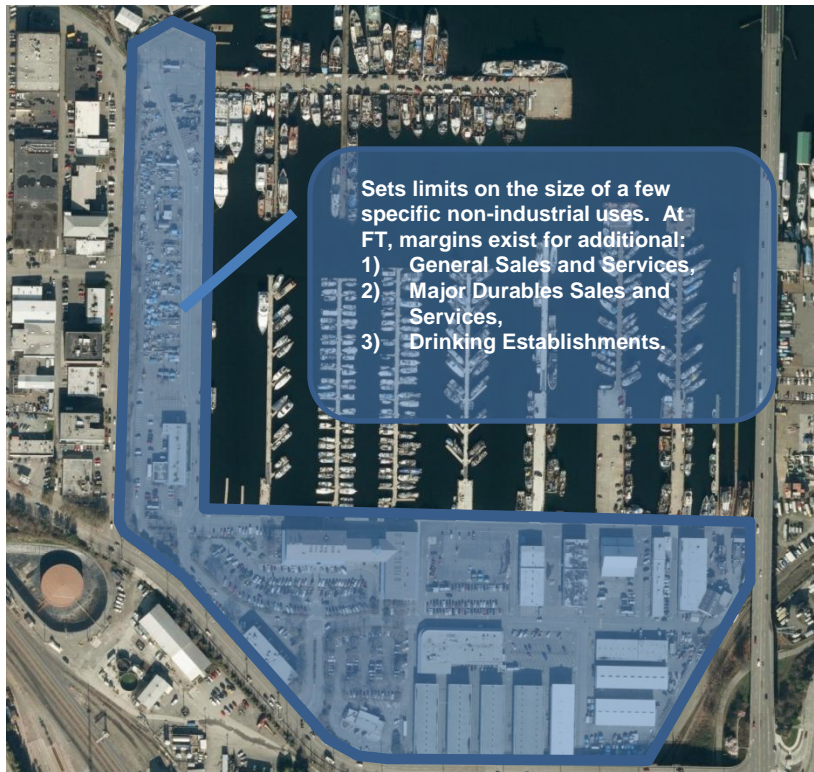 Sets limits on the size of a few
specific non-industrial uses.  At
FT, margins exist for additional:
1) General Sales and Services,
2) Major Durables Sales and
Services,
3) Drinking Establishments.